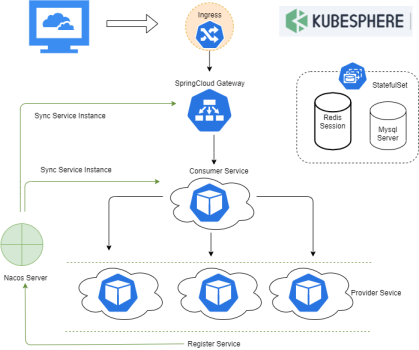 Ingress
KUBESPHERE
SpringCloud Gateway
StatefulSet
Redis
Session
Mysql
Server
Sync Service Instance
Sync Service Instance
Consumer Service
Nacos Server
Provider Sevice
Register Service